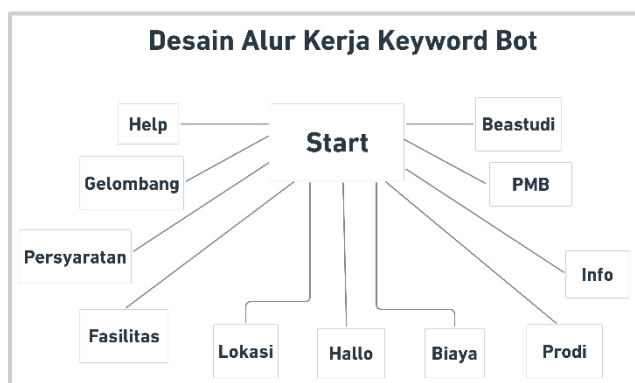 Desain Alur Kerja Keyword Bot
Help
Start
Beastudi
Gelombang
PMB
Persyaratan
Info
Fasilitas
Lokasi
Hallo
Biaya
Prodi